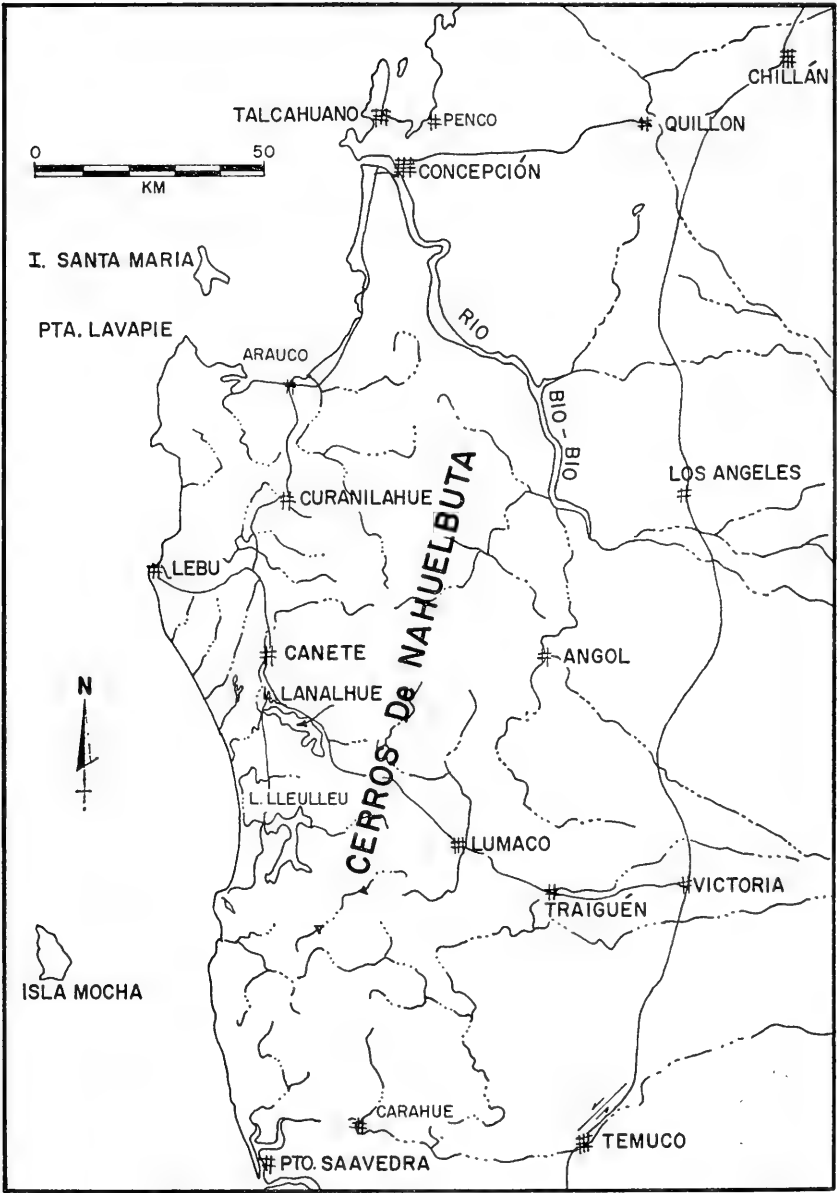 CHILLÁN
TALCAHUANO
PENCO
QUILLON
0 50
KM
CONCEPCIÓN
I. SANTA MARIA
PTA. LAVAPIE
RIO
ARAUCO
BIO-BIO
LOS ANGELES
CURANILAHUE
CERROS De NAHUELBUTA
LEBU
CANETE
ANGOL
N
LANALHUE
L. LLEULLEU
LUMACO
VICTORIA
TRAIGUÉN
ISLA MOCHA
CARAHUE
TEMUCO
PTO. SAAVEDRA